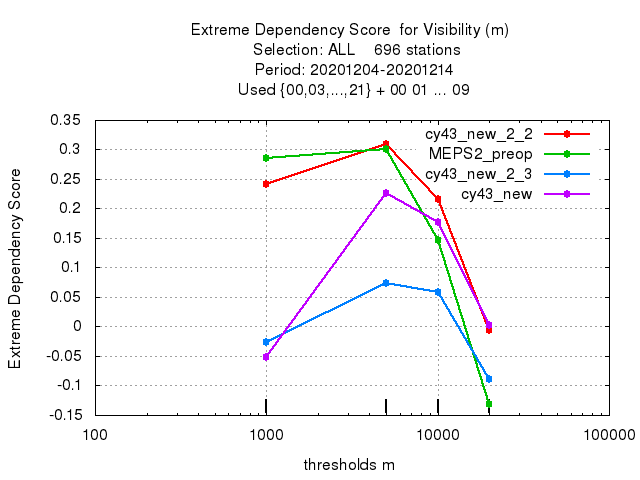 Extreme Dependency Score  for Visibility (m)
Selection: ALL    696 stations
Period: 20201204-20201214
Used {00,03,...,21} + 00 01 ... 09
cy43_new_2_2
MEPS2_preop
cy43_new_2_3
cy43_new
Extreme Dependency Score
0.35
0.3
0.25
0.2
0.15
0.1
0.05
0
-0.05
-0.1
-0.15
100
1000
10000
100000
thresholds m